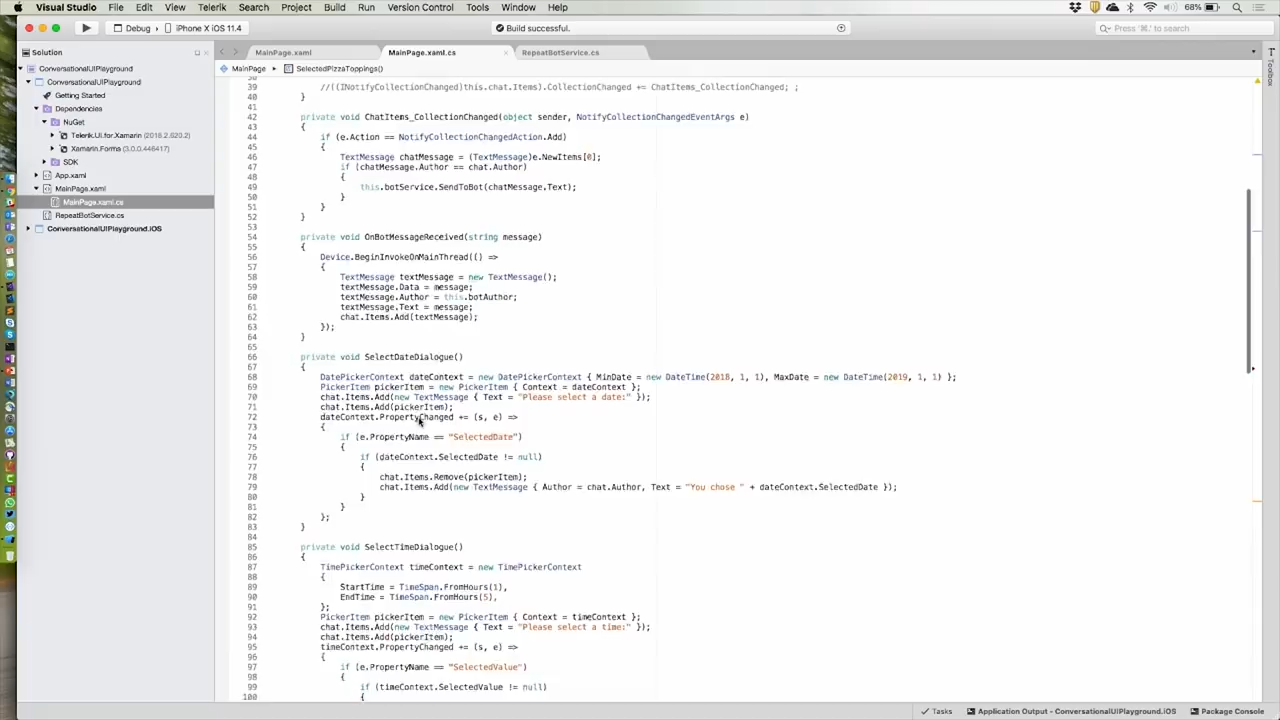 Visual Studio File Edit View Telerik Search Project Build Run Version Control Tools Window Help 68%
Debug iPhone X iOS 11.4 Build successful. Press '⌘.' to search
Solution MainPage.xaml MainPage.xaml.cs RepeatBotService.cs
MainPage SelectedPizzaToppings()
Toolbox
ConversationalUIPlayground
ConversationalUIPlayground
Getting Started
Dependencies
NuGet
Telerik.UI.for.Xamarin (2018.2.620.2)
Xamarin.Forms (3.0.0.446417)
SDK
App.xaml
MainPage.xaml
MainPage.xaml.cs
RepeatBotService.cs
ConversationalUIPlayground.iOS
39 //((INotifyCollectionChanged)this.chat.Items).CollectionChanged += ChatItems_CollectionChanged; ;
40 }
41
42 private void ChatItems_CollectionChanged(object sender, NotifyCollectionChangedEventArgs e)
43 {
44 if (e.Action == NotifyCollectionChangedAction.Add)
45 {
46 TextMessage chatMessage = (TextMessage)e.NewItems[0];
47 if (chatMessage.Author == chat.Author)
48 {
49 this.botService.SendToBot(chatMessage.Text);
50 }
51 }
52 }
53
54 private void OnBotMessageReceived(string message)
55 {
56 Device.BeginInvokeOnMainThread(() =>
57 {
58 TextMessage textMessage = new TextMessage();
59 textMessage.Data = message;
60 textMessage.Author = this.botAuthor;
61 textMessage.Text = message;
62 chat.Items.Add(textMessage);
63 });
64 }
65
66 private void SelectDateDialogue()
67 {
68 DatePickerContext dateContext = new DatePickerContext { MinDate = new DateTime(2018, 1, 1), MaxDate = new DateTime(2019, 1, 1) };
69 PickerItem pickerItem = new PickerItem { Context = dateContext };
70 chat.Items.Add(new TextMessage { Text = "Please select a date:" });
71 chat.Items.Add(pickerItem);
72 dateContext.PropertyChanged += (s, e) =>
73 {
74 if (e.PropertyName == "SelectedDate")
75 {
76 if (dateContext.SelectedDate != null)
77 {
78 chat.Items.Remove(pickerItem);
79 chat.Items.Add(new TextMessage { Author = chat.Author, Text = "You chose " + dateContext.SelectedDate });
80 }
81 }
82 };
83 }
84
85 private void SelectTimeDialogue()
86 {
87 TimePickerContext timeContext = new TimePickerContext
88 {
89 StartTime = TimeSpan.FromHours(1),
90 EndTime = TimeSpan.FromHours(5),
91 };
92 PickerItem pickerItem = new PickerItem { Context = timeContext };
93 chat.Items.Add(new TextMessage { Text = "Please select a time:" });
94 chat.Items.Add(pickerItem);
95 timeContext.PropertyChanged += (s, e) =>
96 {
97 if (e.PropertyName == "SelectedValue")
98 {
99 if (timeContext.SelectedValue != null)
100 {
Tasks Application Output - ConversationalUIPlayground.iOS Package Console